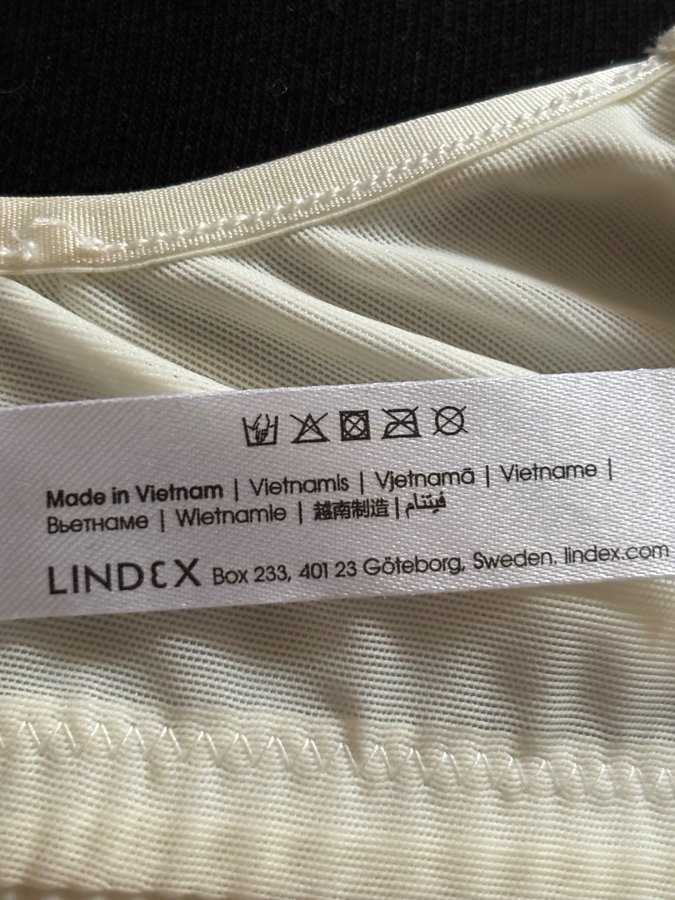 Made in Vietnam | Vietnamis | Vjetnamā | Vietname |
Вьетнаме | Wietnamie | 越南制造 | فيتنام
LINDEX Box 233, 401 23 Göteborg, Sweden. lindex.com